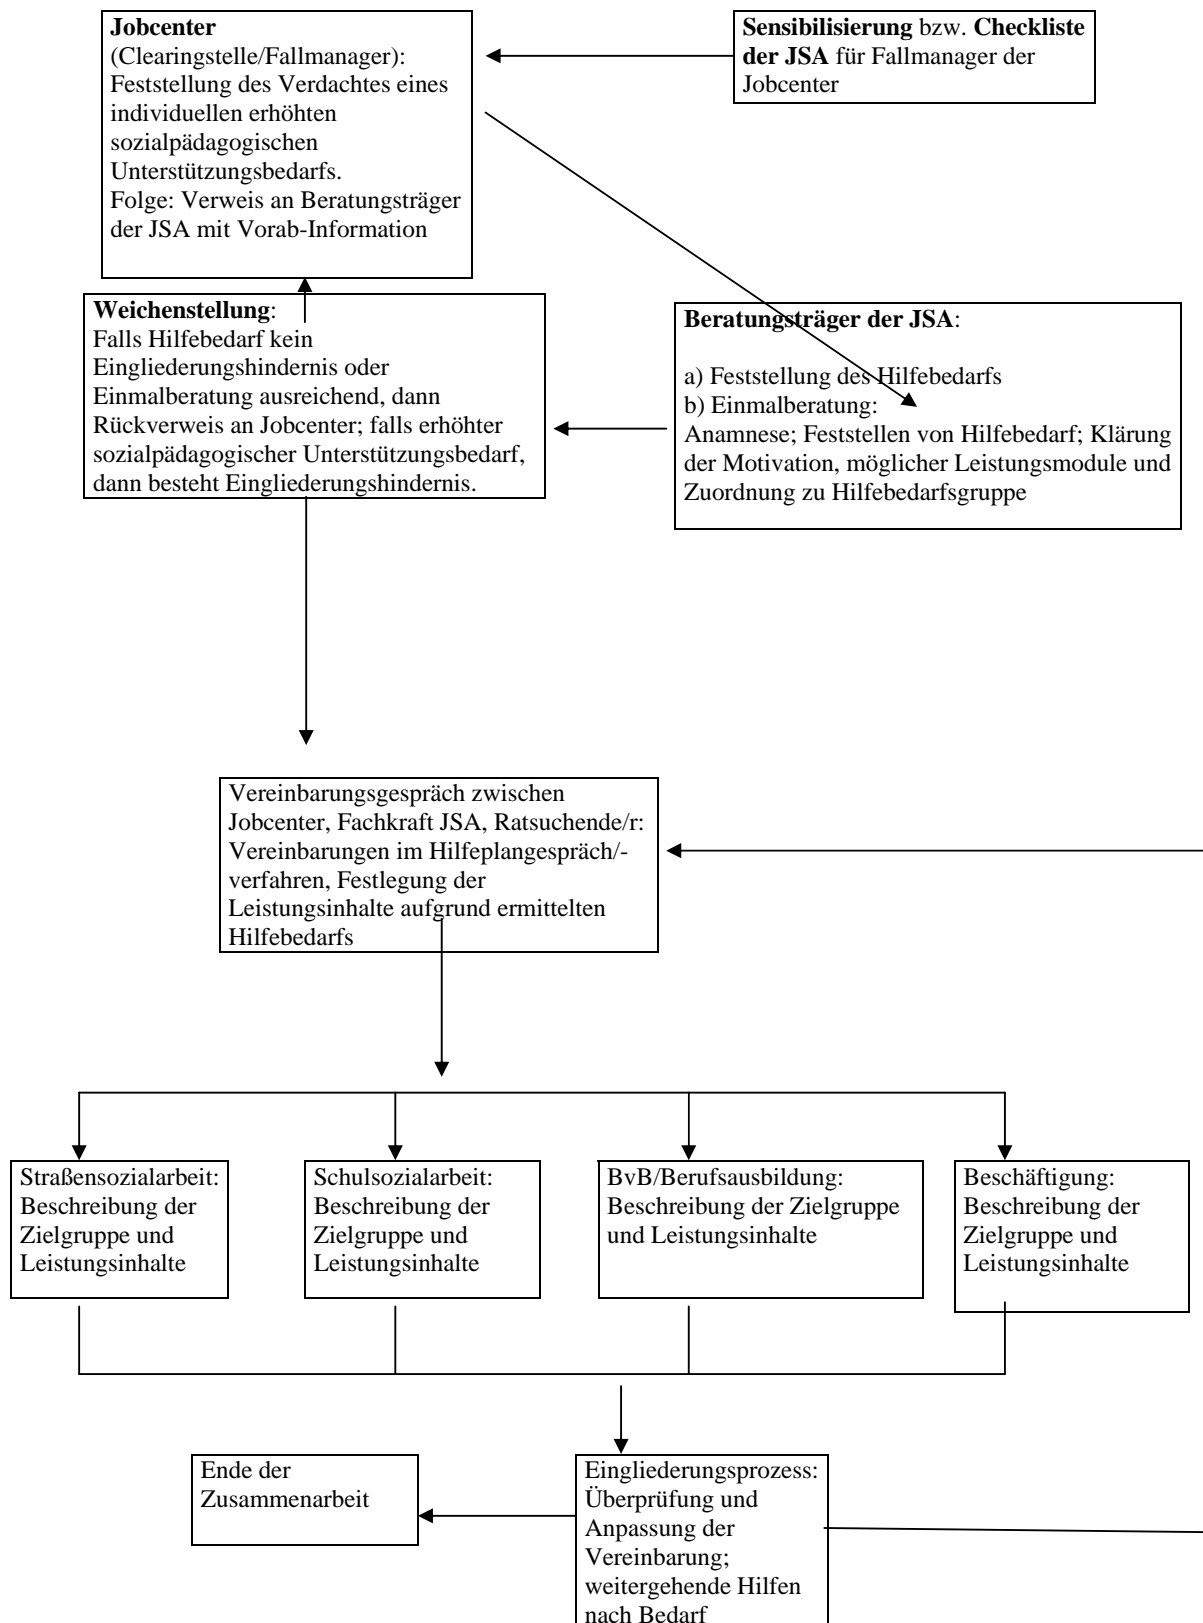 Jobcenter
(Clearingstelle/Fallmanager):
Feststellung des Verdachtes eines
individuellen erhöhten
sozialpädagogischen
Unterstützungsbedarfs.
Folge: Verweis an Beratungsträger
der JSA mit Vorab-Information
Sensibilisierung bzw. Checkliste
der JSA für Fallmanager der
Jobcenter
Weichenstellung:
Falls Hilfebedarf kein
Eingliederungshindernis oder
Einmalberatung ausreichend, dann
Rückverweis an Jobcenter; falls erhöhter
sozialpädagogischer Unterstützungsbedarf,
dann besteht Eingliederungshindernis.
Beratungsträger der JSA:
a) Feststellung des Hilfebedarfs
b) Einmalberatung:
Anamnese; Feststellen von Hilfebedarf; Klärung
der Motivation, möglicher Leistungsmodule und
Zuordnung zu Hilfebedarfsgruppe
Vereinbarungsgespräch zwischen
Jobcenter, Fachkraft JSA, Ratsuchende/r:
Vereinbarungen im Hilfeplangespräch/-
verfahren, Festlegung der
Leistungsinhalte aufgrund ermittelten
Hilfebedarfs
Straßensozialarbeit:
Beschreibung der
Zielgruppe und
Leistungsinhalte
Schulsozialarbeit:
Beschreibung der
Zielgruppe und
Leistungsinhalte
BvB/Berufsausbildung:
Beschreibung der Zielgruppe
und Leistungsinhalte
Beschäftigung:
Beschreibung der
Zielgruppe und
Leistungsinhalte
Ende der
Zusammenarbeit
Eingliederungsprozess:
Überprüfung und
Anpassung der
Vereinbarung;
weitergehende Hilfen
nach Bedarf